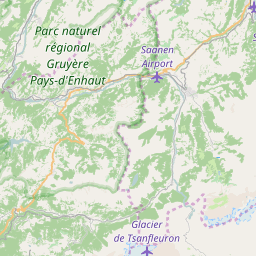 Parc naturel
régional
Gruyère
Pays-d'Enhaut
Saanen
Airport
Glacier
de Tsanfleuron